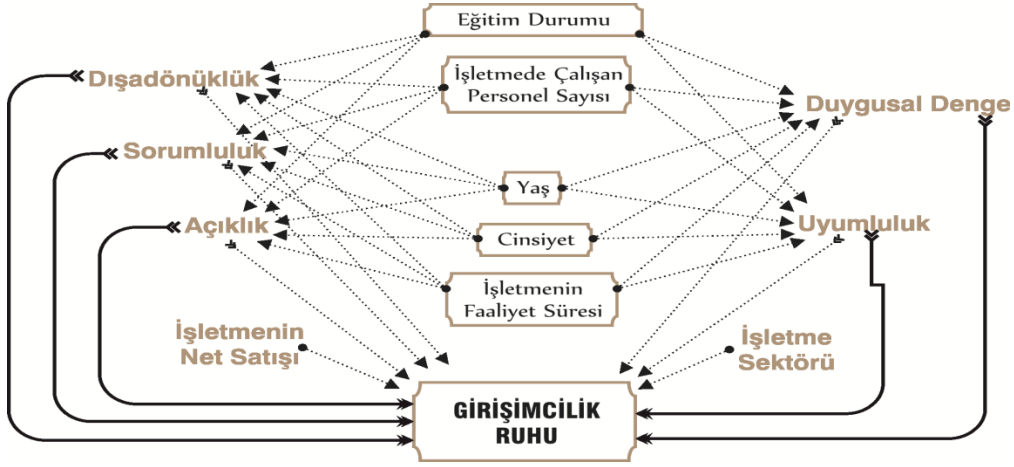 Eğitim Durumu
Dışadönüklük
İşletmede Çalışan
Personel Sayısı
Duygusal Denge
Sorumluluk
Yaş
Açıklık
Uyumluluk
Cinsiyet
İşletmenin
Faaliyet Süresi
İşletmenin
Net Satışı
İşletme
Sektörü
GİRİŞİMCİLİK
RUHU